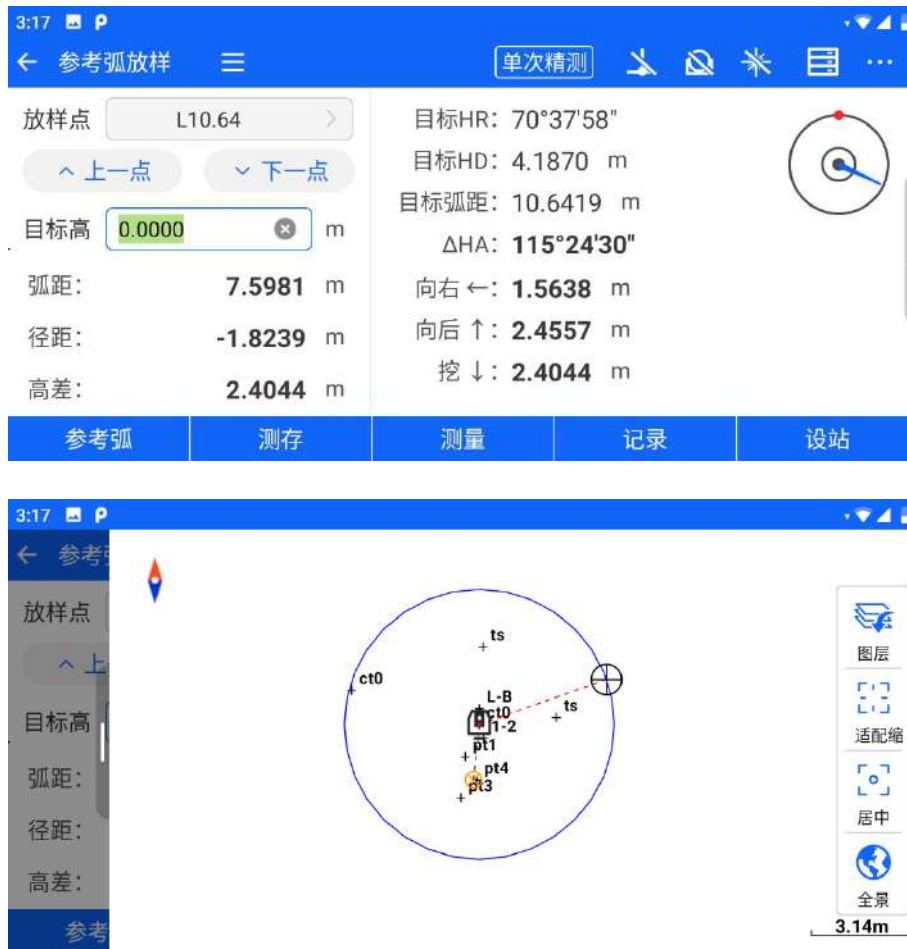 3:17
参考弧放样 单次精测
放样点 L10.64
上一点 下一点
目标高 0.0000 m
弧距: 7.5981 m
径距: -1.8239 m
高差: 2.4044 m
目标HR: 70°37'58"
目标HD: 4.1870 m
目标弧距: 10.6419 m
ΔHA: 115°24'30"
向右←: 1.5638 m
向后↑: 2.4557 m
挖↓: 2.4044 m
参考弧 测存 测量 记录 设站
3:17
参考
放样点
上
目标高
弧距:
径距:
高差:
参考
ts
ct0
L-B
ct0
1-2
ts
pt1
pt4
pt3
图层
适配缩
居中
全景
3.14m